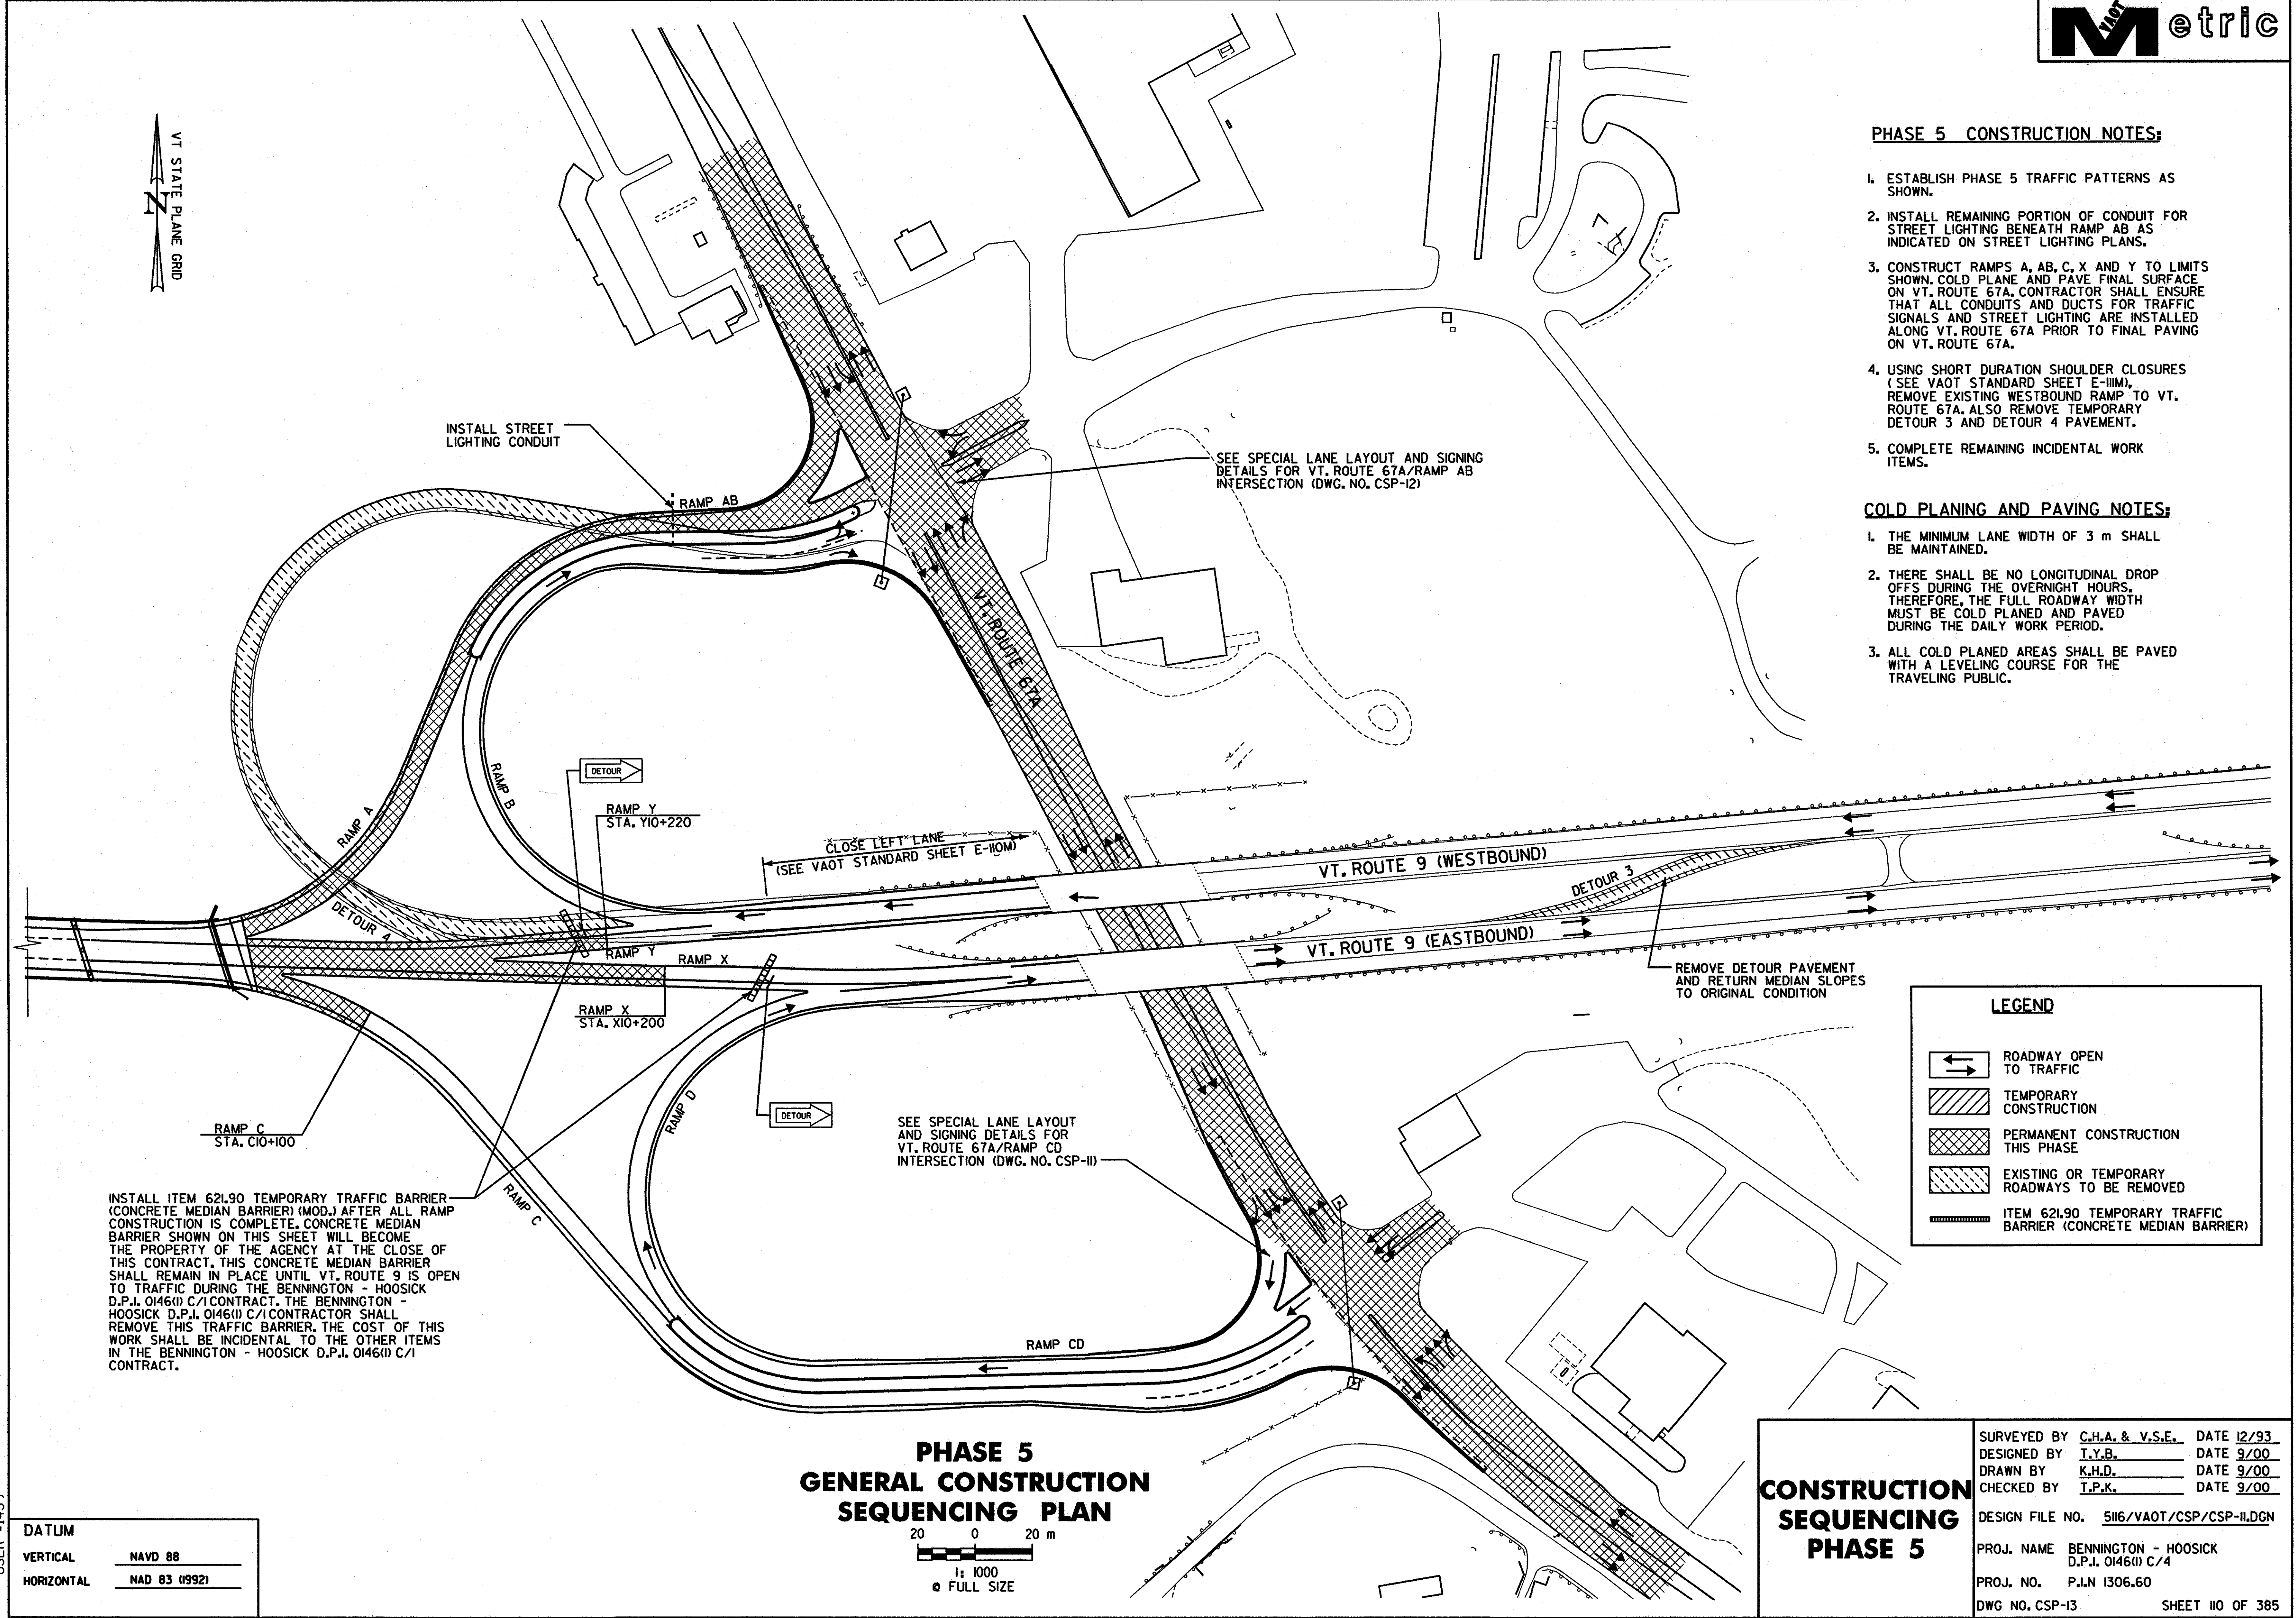 VAOT Metric
VT STATE PLANE GRID
N
PHASE 5 CONSTRUCTION NOTES:
1. ESTABLISH PHASE 5 TRAFFIC PATTERNS AS
SHOWN.
2. INSTALL REMAINING PORTION OF CONDUIT FOR
STREET LIGHTING BENEATH RAMP AB AS
INDICATED ON STREET LIGHTING PLANS.
3. CONSTRUCT RAMPS A, AB, C, X AND Y TO LIMITS
SHOWN. COLD PLANE AND PAVE FINAL SURFACE
ON VT. ROUTE 67A. CONTRACTOR SHALL ENSURE
THAT ALL CONDUITS AND DUCTS FOR TRAFFIC
SIGNALS AND STREET LIGHTING ARE INSTALLED
ALONG VT. ROUTE 67A PRIOR TO FINAL PAVING
ON VT. ROUTE 67A.
4. USING SHORT DURATION SHOULDER CLOSURES
( SEE VAOT STANDARD SHEET E-111M),
REMOVE EXISTING WESTBOUND RAMP TO VT.
ROUTE 67A. ALSO REMOVE TEMPORARY
DETOUR 3 AND DETOUR 4 PAVEMENT.
5. COMPLETE REMAINING INCIDENTAL WORK
ITEMS.
COLD PLANING AND PAVING NOTES:
1. THE MINIMUM LANE WIDTH OF 3 m SHALL
BE MAINTAINED.
2. THERE SHALL BE NO LONGITUDINAL DROP
OFFS DURING THE OVERNIGHT HOURS.
THEREFORE, THE FULL ROADWAY WIDTH
MUST BE COLD PLANED AND PAVED
DURING THE DAILY WORK PERIOD.
3. ALL COLD PLANED AREAS SHALL BE PAVED
WITH A LEVELING COURSE FOR THE
TRAVELING PUBLIC.
INSTALL STREET
LIGHTING CONDUIT
RAMP AB
SEE SPECIAL LANE LAYOUT AND SIGNING
DETAILS FOR VT. ROUTE 67A/RAMP AB
INTERSECTION (DWG. NO. CSP-12)
VT. ROUTE 67A
RAMP B
DETOUR
RAMP Y
STA. Y10+220
RAMP A
CLOSE LEFT LANE
(SEE VAOT STANDARD SHEET E-110M)
VT. ROUTE 9 (WESTBOUND)
DETOUR 3
DETOUR 4
VT. ROUTE 9 (EASTBOUND)
RAMP Y
RAMP X
REMOVE DETOUR PAVEMENT
AND RETURN MEDIAN SLOPES
TO ORIGINAL CONDITION
RAMP X
STA. X10+200
RAMP C
STA. C10+100
RAMP D
DETOUR
SEE SPECIAL LANE LAYOUT
AND SIGNING DETAILS FOR
VT. ROUTE 67A/RAMP CD
INTERSECTION (DWG. NO. CSP-11)
RAMP C
RAMP CD
INSTALL ITEM 621.90 TEMPORARY TRAFFIC BARRIER
(CONCRETE MEDIAN BARRIER) (MOD.) AFTER ALL RAMP
CONSTRUCTION IS COMPLETE. CONCRETE MEDIAN
BARRIER SHOWN ON THIS SHEET WILL BECOME
THE PROPERTY OF THE AGENCY AT THE CLOSE OF
THIS CONTRACT. THIS CONCRETE MEDIAN BARRIER
SHALL REMAIN IN PLACE UNTIL VT. ROUTE 9 IS OPEN
TO TRAFFIC DURING THE BENNINGTON - HOOSICK
D.P.I. 0146(1) C/1 CONTRACT. THE BENNINGTON -
HOOSICK D.P.I. 0146(1) C/1 CONTRACTOR SHALL
REMOVE THIS TRAFFIC BARRIER. THE COST OF THIS
WORK SHALL BE INCIDENTAL TO THE OTHER ITEMS
IN THE BENNINGTON - HOOSICK D.P.I. 0146(1) C/1
CONTRACT.
LEGEND
ROADWAY OPEN
TO TRAFFIC
TEMPORARY
CONSTRUCTION
PERMANENT CONSTRUCTION
THIS PHASE
EXISTING OR TEMPORARY
ROADWAYS TO BE REMOVED
ITEM 621.90 TEMPORARY TRAFFIC
BARRIER (CONCRETE MEDIAN BARRIER)
PHASE 5
GENERAL CONSTRUCTION
SEQUENCING PLAN
20 0 20 m
1: 1000
@ FULL SIZE
DATUM
VERTICAL NAVD 88
HORIZONTAL NAD 83 (1992)
CONSTRUCTION
SEQUENCING
PHASE 5
SURVEYED BY C.H.A. & V.S.E. DATE 12/93
DESIGNED BY T.Y.B. DATE 9/00
DRAWN BY K.H.D. DATE 9/00
CHECKED BY T.P.K. DATE 9/00
DESIGN FILE NO. 5116/VAOT/CSP/CSP-11.DGN
PROJ. NAME BENNINGTON - HOOSICK
D.P.I. 0146(1) C/4
PROJ. NO. P.I.N 1306.60
DWG NO. CSP-13 SHEET 110 OF 385